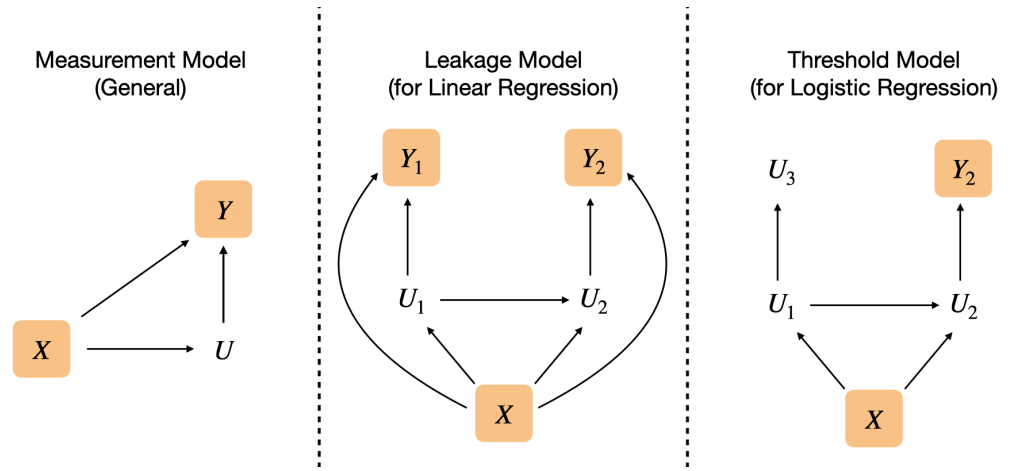 Measurement Model
(General)
Y
X
U
Leakage Model
(for Linear Regression)
Y₁
Y₂
U₁
U₂
X
Threshold Model
(for Logistic Regression)
U₃
Y₂
U₁
U₂
X